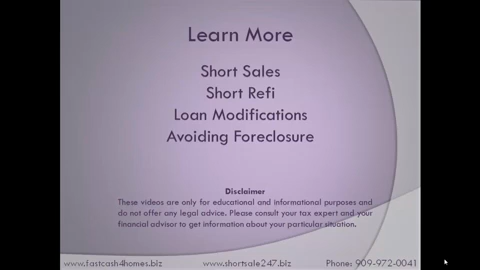 Learn More
Short Sales
Short Refi
Loan Modifications
Avoiding Foreclosure
Disclaimer
These videos are only for educational and informational purposes and
do not offer any legal advice. Please consult your tax expert and your
financial advisor to get information about your particular situation.
www.fastcash4homes.biz www.shortsale247.biz Phone: 909-972-0041